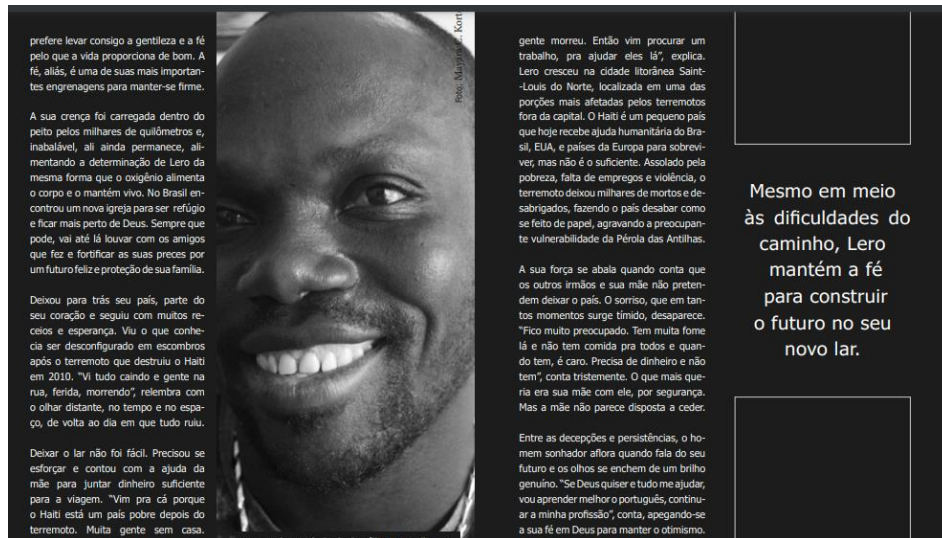 prefere levar consigo a gentileza e a fé
pelo que a vida proporciona de bom. A
fé, aliás, é uma de suas mais importan-
tes engrenagens para manter-se firme.
A sua crença foi carregada dentro do
peito pelos milhares de quilômetros e,
inabalável, ali ainda permanece, ali-
mentando a determinação de Lero da
mesma forma que o oxigênio alimenta
o corpo e o mantém vivo. No Brasil en-
controu um nova igreja para ser refúgio
e ficar mais perto de Deus. Sempre que
pode, vai até lá louvar com os amigos
que fez e fortificar as suas preces por
um futuro feliz e proteção de sua família.
Deixou para trás seu país, parte do
seu coração e seguiu com muitos re-
ceios e esperança. Viu o que conhe-
cia ser desconfigurado em escombros
após o terremoto que destruiu o Haiti
em 2010. “Vi tudo caindo e gente na
rua, ferida, morrendo”, relembra com
o olhar distante, no tempo e no espa-
ço, de volta ao dia em que tudo ruiu.
Deixar o lar não foi fácil. Precisou se
esforçar e contou com a ajuda da
mãe para juntar dinheiro suficiente
para a viagem. “Vim pra cá porque
o Haiti está um país pobre depois do
terremoto. Muita gente sem casa.
Foto:
gente morreu. Então vim procurar um
trabalho, pra ajudar eles lá”, explica.
Lero cresceu na cidade litorânea Saint-
-Louis do Norte, localizada em uma das
porções mais afetadas pelos terremotos
fora da capital. O Haiti é um pequeno país
que hoje recebe ajuda humanitária do Bra-
sil, EUA, e países da Europa para sobrevi-
ver, mas não é o suficiente. Assolado pela
pobreza, falta de empregos e violência, o
terremoto deixou milhares de mortos e de-
sabrigados, fazendo o país desabar como
se feito de papel, agravando a preocupan-
te vulnerabilidade da Pérola das Antilhas.
A sua força se abala quando conta que
os outros irmãos e sua mãe não preten-
dem deixar o país. O sorriso, que em tan-
tos momentos surge tímido, desaparece.
“Fico muito preocupado. Tem muita fome
lá e não tem comida pra todos e quan-
do tem, é caro. Precisa de dinheiro e não
tem”, conta tristemente. O que mais que-
ria era sua mãe com ele, por segurança.
Mas a mãe não parece disposta a ceder.
Entre as decepções e persistências, o ho-
mem sonhador aflora quando fala do seu
futuro e os olhos se enchem de um brilho
genuíno. “Se Deus quiser e tudo me ajudar,
vou aprender melhor o português, continu-
ar a minha profissão”, conta, apegando-se
a sua fé em Deus para manter o otimismo.
Mesmo em meio
às dificuldades do
caminho, Lero
mantém a fé
para construir
o futuro no seu
novo lar.